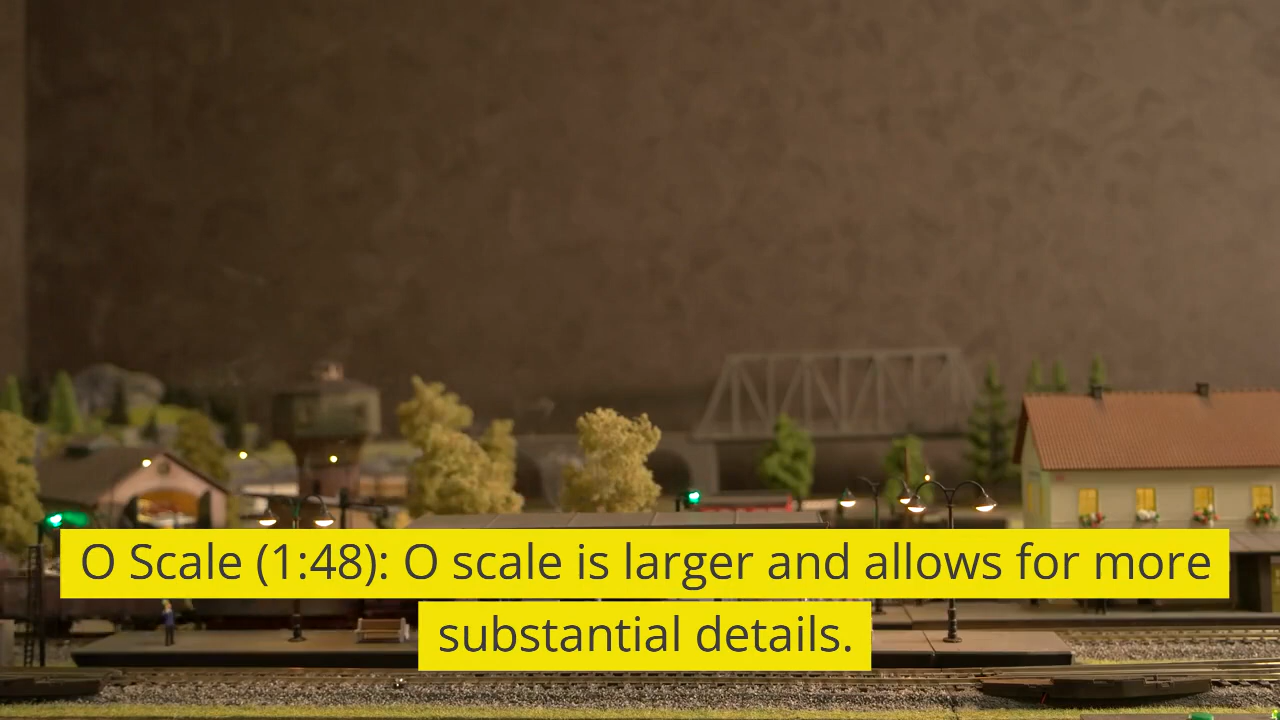 O Scale (1:48): O scale is larger and allows for more
substantial details.